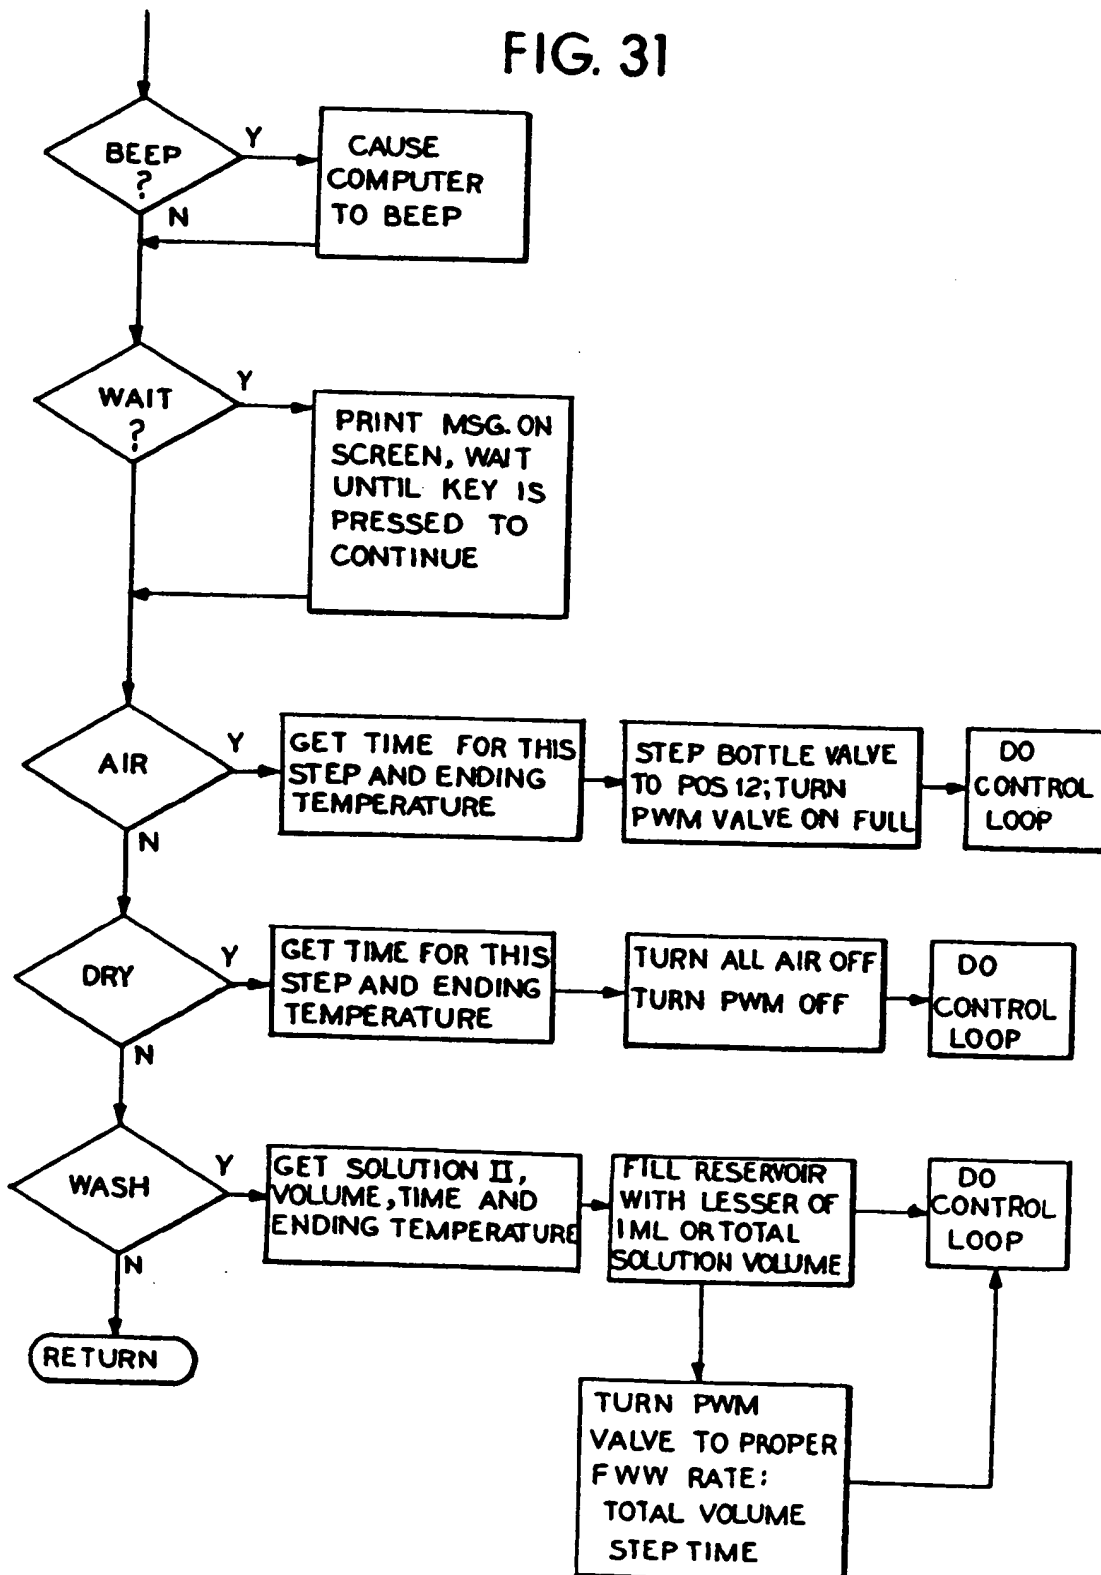 FIG. 31
BEEP
?
Y
N
CAUSE
COMPUTER
TO BEEP
WAIT
?
Y
PRINT MSG. ON
SCREEN, WAIT
UNTIL KEY IS
PRESSED TO
CONTINUE
AIR
Y
N
GET TIME FOR THIS
STEP AND ENDING
TEMPERATURE
STEP BOTTLE VALVE
TO POS 12; TURN
PWM VALVE ON FULL
DO
CONTROL
LOOP
DRY
Y
N
GET TIME FOR THIS
STEP AND ENDING
TEMPERATURE
TURN ALL AIR OFF
TURN PWM OFF
DO
CONTROL
LOOP
WASH
Y
N
GET SOLUTION II,
VOLUME, TIME AND
ENDING TEMPERATURE
FILL RESERVOIR
WITH LESSER OF
1 ML OR TOTAL
SOLUTION VOLUME
DO
CONTROL
LOOP
RETURN
TURN PWM
VALVE TO PROPER
FWW RATE:
TOTAL VOLUME
STEP TIME